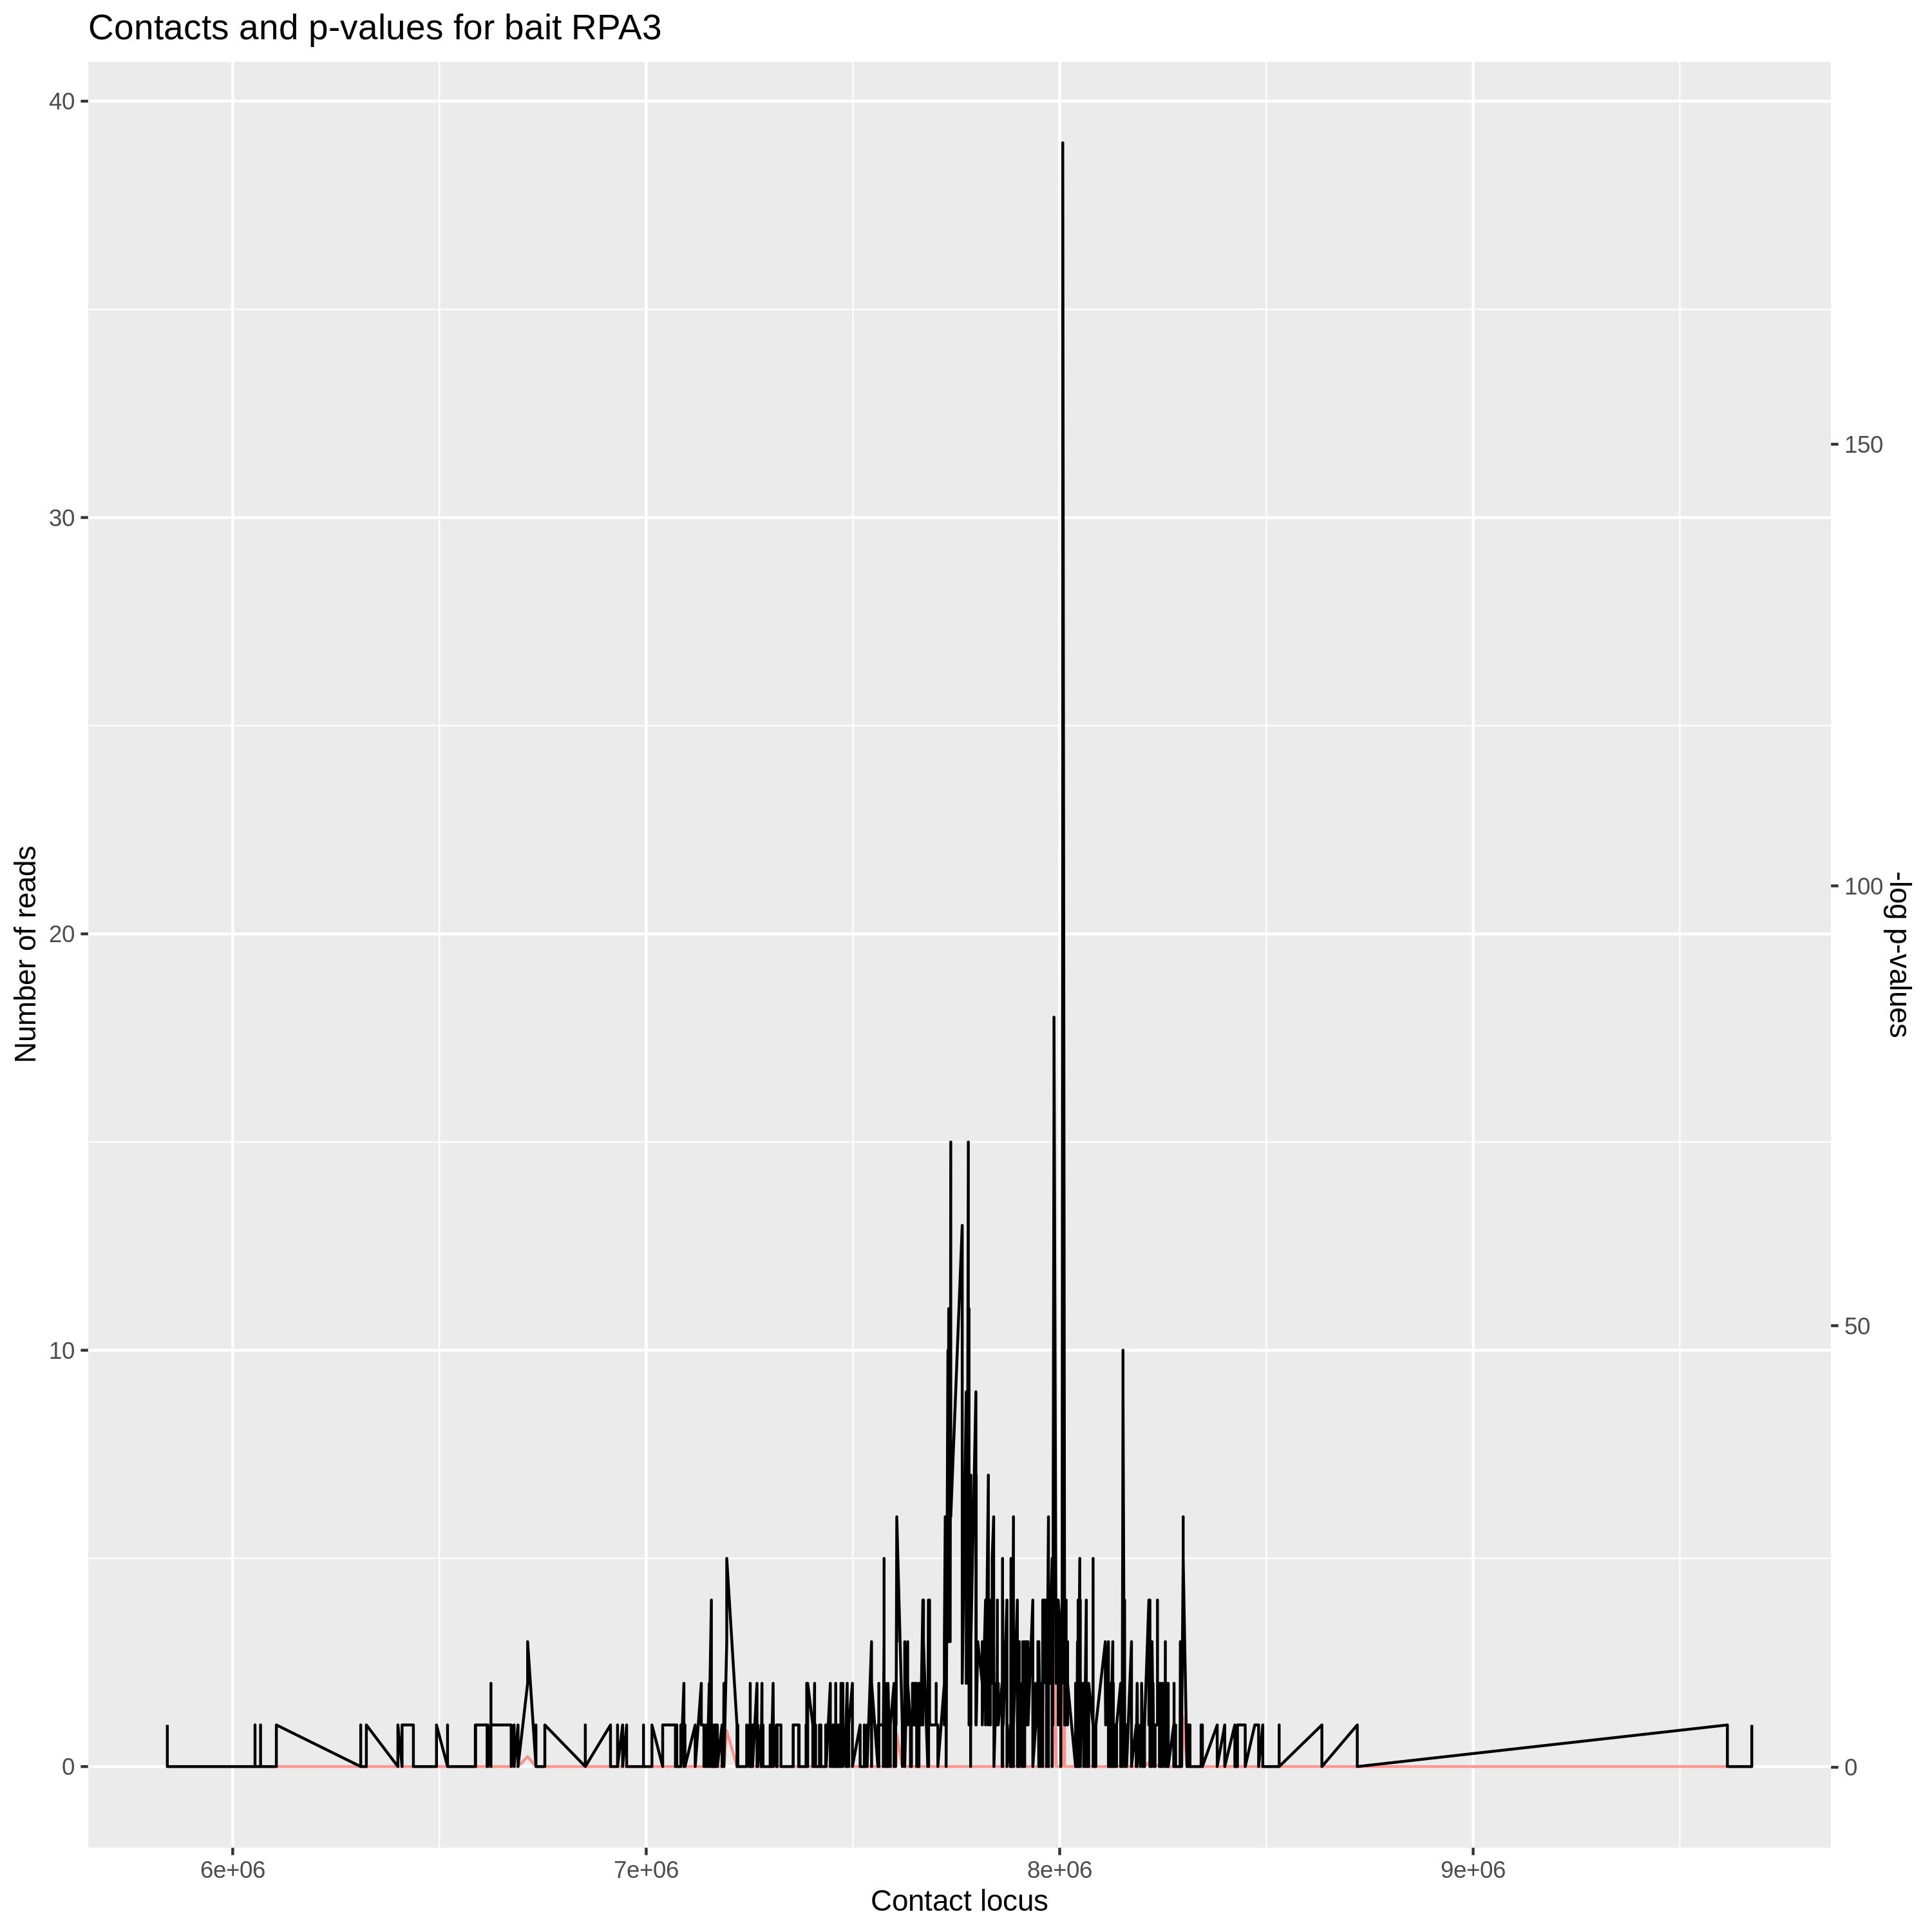 Contacts and p-values for bait RPA3
40
30
20
10
0
Number of reads
150
100
50
0
-log p-values
6e+06
7e+06
8e+06
9e+06
Contact locus